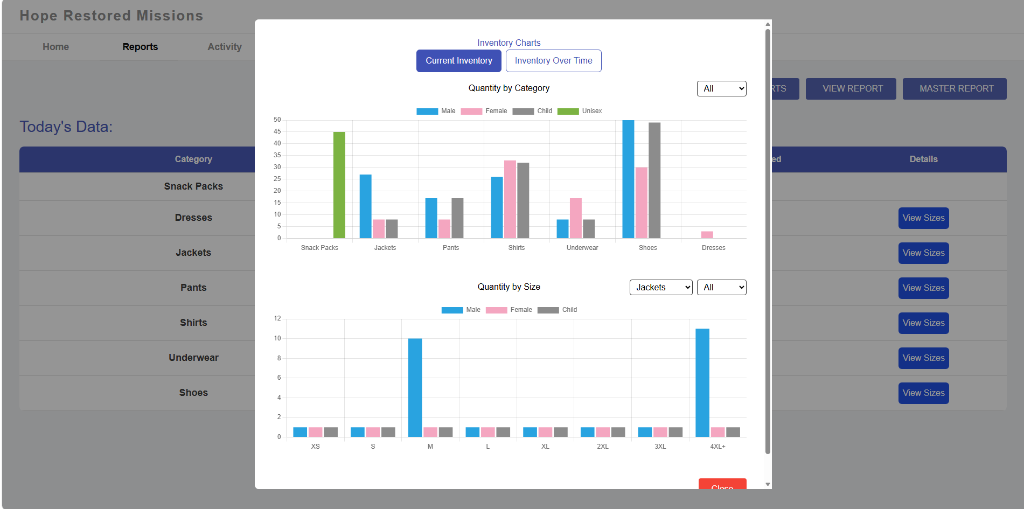 Hope Restored Missions
Home Reports Activity
Inventory Charts
Current Inventory Inventory Over Time
Quantity by Category All
RTS VIEW REPORT MASTER REPORT
Male Female Child Unisex
Today's Data:
50
45
40
35
30
25
20
15
10
5
0
Snack Packs Jackets Pants Shirts Underwear Shoes Dresses
Category ed Details
Snack Packs
Dresses View Sizes
Jackets View Sizes
Pants View Sizes
Shirts View Sizes
Underwear View Sizes
Shoes View Sizes
Quantity by Size Jackets All
Male Female Child
12
10
8
6
4
2
0
XS S M L XL 2XL 3XL 4XL+
Close